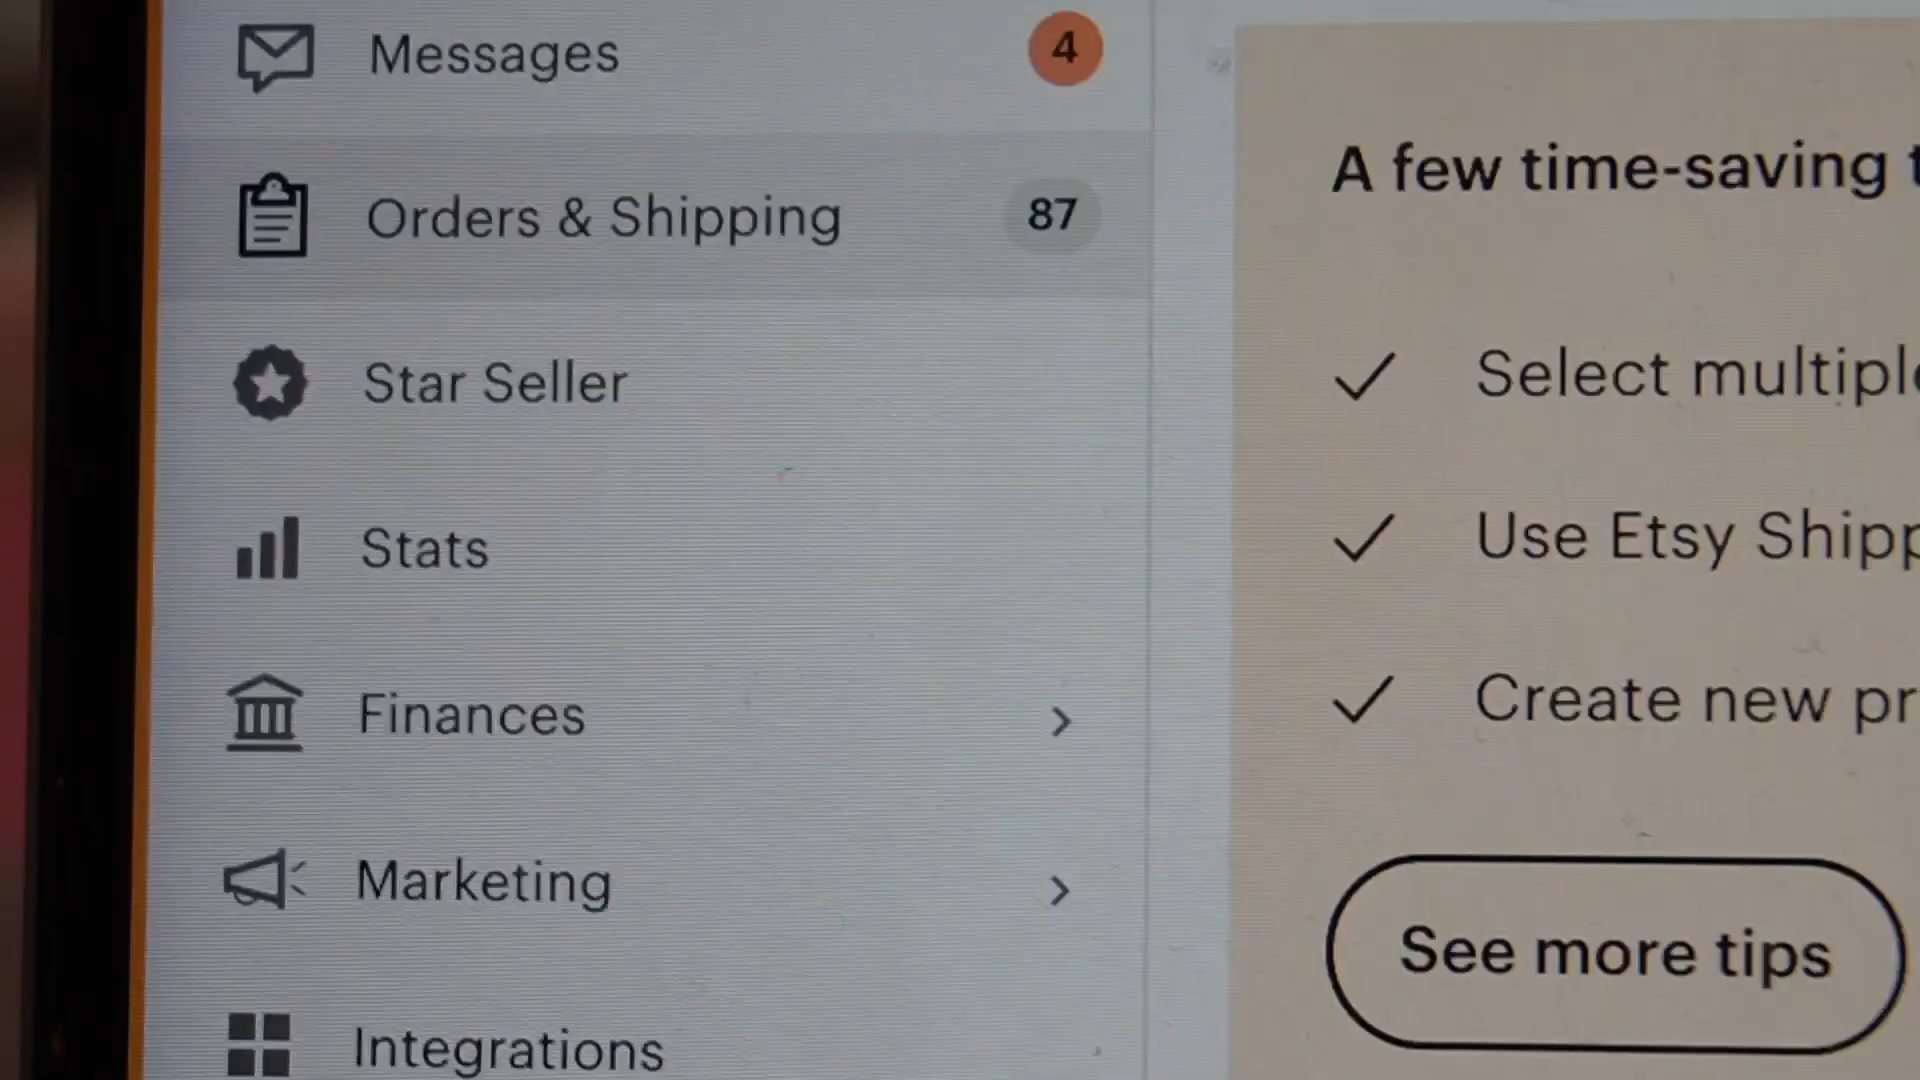 Messages
4
Orders & Shipping
87
Star Seller
Stats
Finances
Marketing
Integrations
A few time-saving
Select multiple
Use Etsy Shipp
Create new pr
See more tips